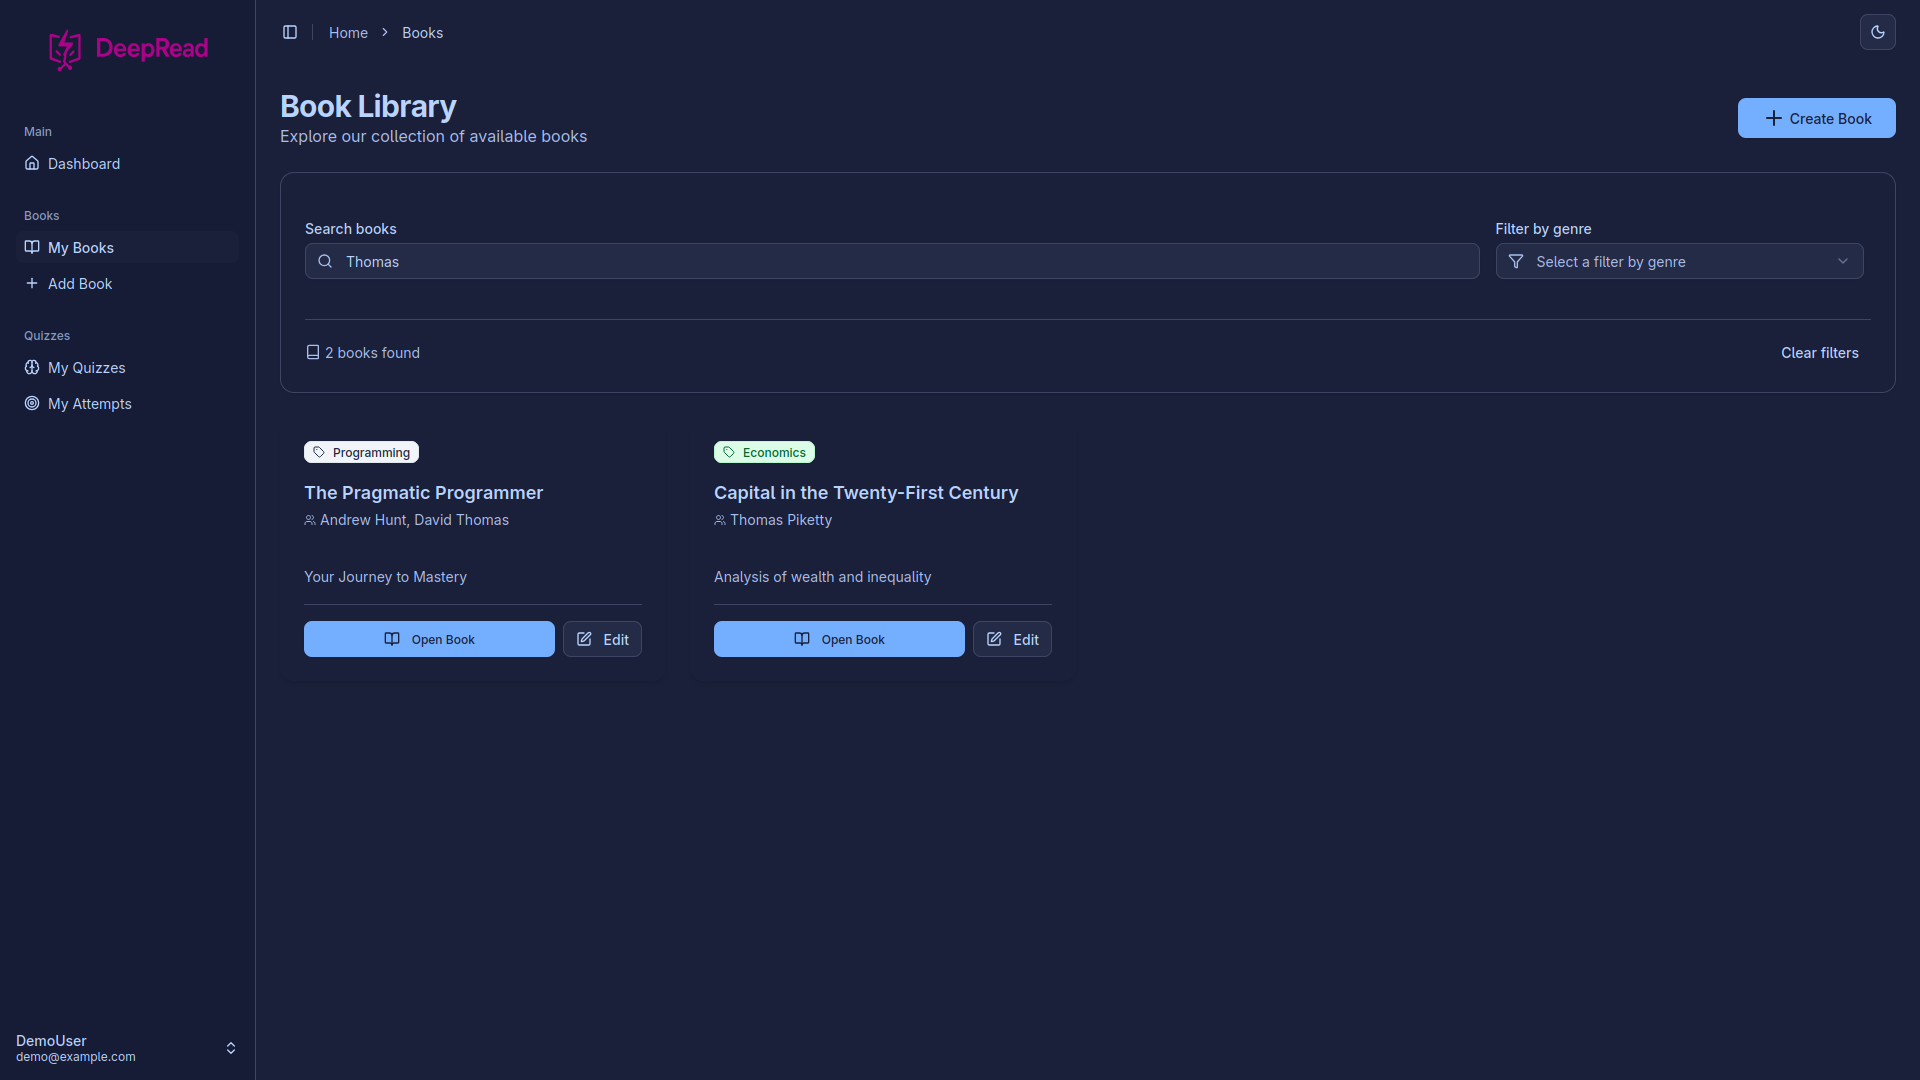 DeepRead
Main
Dashboard
Books
My Books
Add Book
Quizzes
My Quizzes
My Attempts
DemoUser
demo@example.com
Home
Books
Book Library
Explore our collection of available books
Create Book
Search books
Thomas
Filter by genre
Select a filter by genre
2 books found
Clear filters
Programming
The Pragmatic Programmer
Andrew Hunt, David Thomas
Your Journey to Mastery
Open Book
Edit
Economics
Capital in the Twenty-First Century
Thomas Piketty
Analysis of wealth and inequality
Open Book
Edit